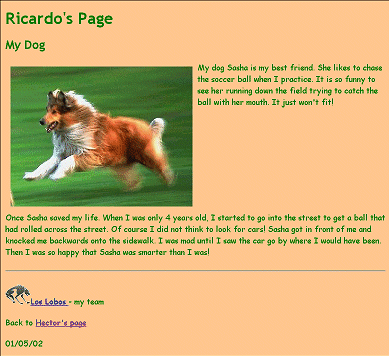 Ricardo's Page
My Dog
My dog Sasha is my best friend. She likes to chase
the soccer ball when I practice. It is so funny to
see her running down the field trying to catch the
ball with her mouth. It just won't fit!
Once Sasha saved my life. When I was only 4 years old, I started to go into the street to get a ball that
had rolled across the street. Of course I did not think to look for cars! Sasha got in front of me and
knocked me backwards onto the sidewalk. I was mad until I saw the car go by where I would have been.
Then I was so happy that Sasha was smarter than I was!
-Los Lobos - my team
Back to Hector's page
01/05/02